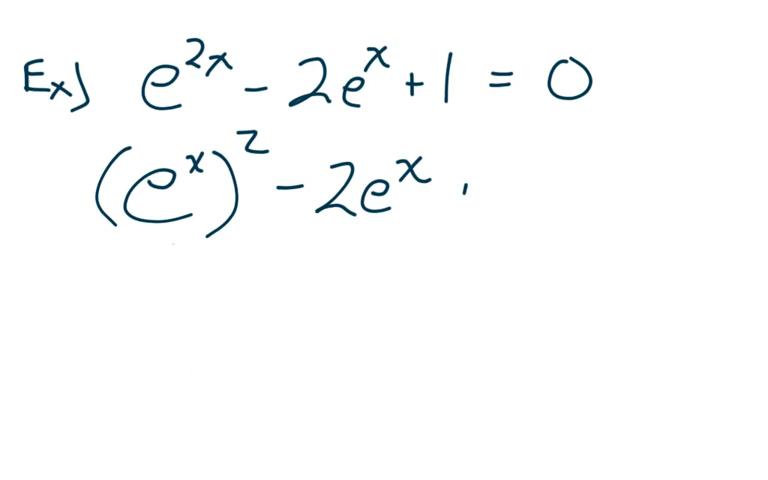 Ex) e^{2x} - 2e^x + 1 = 0
(e^x)^2 - 2e^x